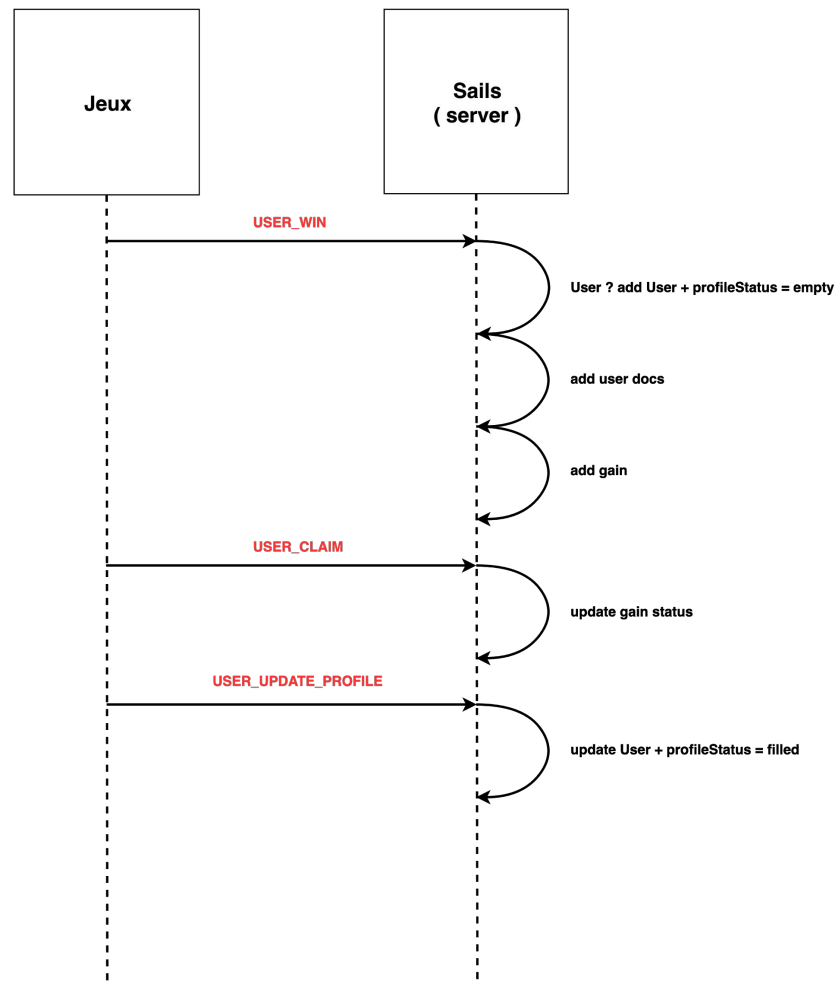 Jeux
Sails
( server )
USER_WIN
User ? add User + profileStatus = empty
add user docs
add gain
USER_CLAIM
update gain status
USER_UPDATE_PROFILE
update User + profileStatus = filled